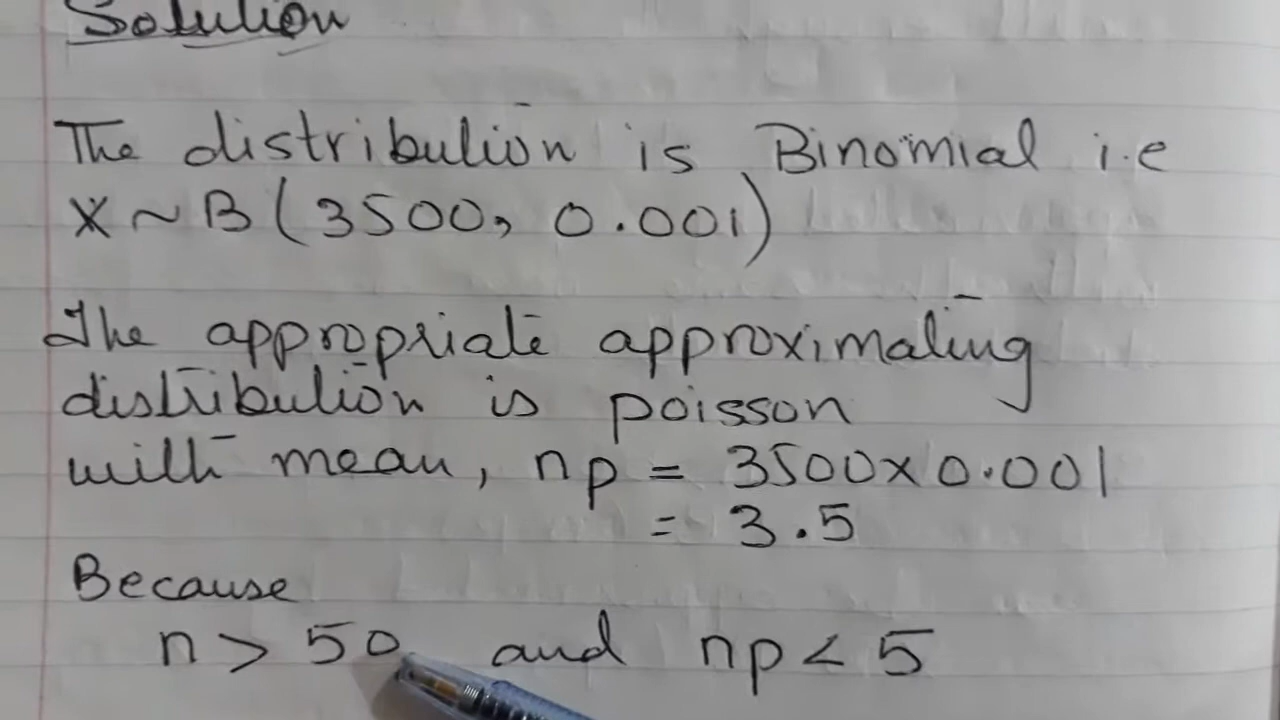 Solution
The distribution is Binomial i.e
X ~ B (3500, 0.001)
The appropriate approximating
distribution is poisson
with mean, np = 3500 x 0.001
= 3.5
Because
n > 50 and np < 5